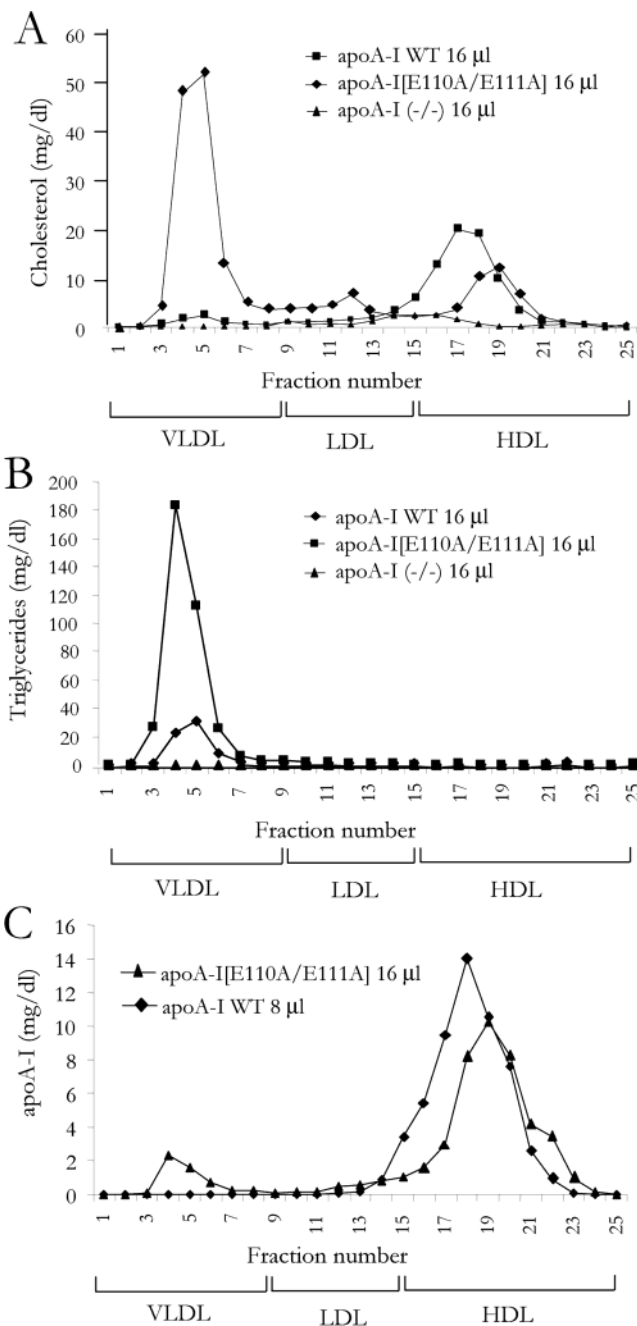 A
Cholesterol (mg/dl)
60
50
40
30
20
10
0
apoA-I WT 16 μl
apoA-I[E110A/E111A] 16 μl
apoA-I (-/-) 16 μl
1 3 5 7 9 11 13 15 17 19 21 23 25
Fraction number
VLDL LDL HDL
B
Triglycerides (mg/dl)
200
180
160
140
120
100
80
60
40
20
0
apoA-I WT 16 μl
apoA-I[E110A/E111A] 16 μl
apoA-I (-/-) 16 μl
1 3 5 7 9 11 13 15 17 19 21 23 25
Fraction number
VLDL LDL HDL
C
apoA-I (mg/dl)
16
14
12
10
8
6
4
2
0
apoA-I[E110A/E111A] 16 μl
apoA-I WT 8 μl
1 3 5 7 9 11 13 15 17 19 21 23 25
Fraction number
VLDL LDL HDL